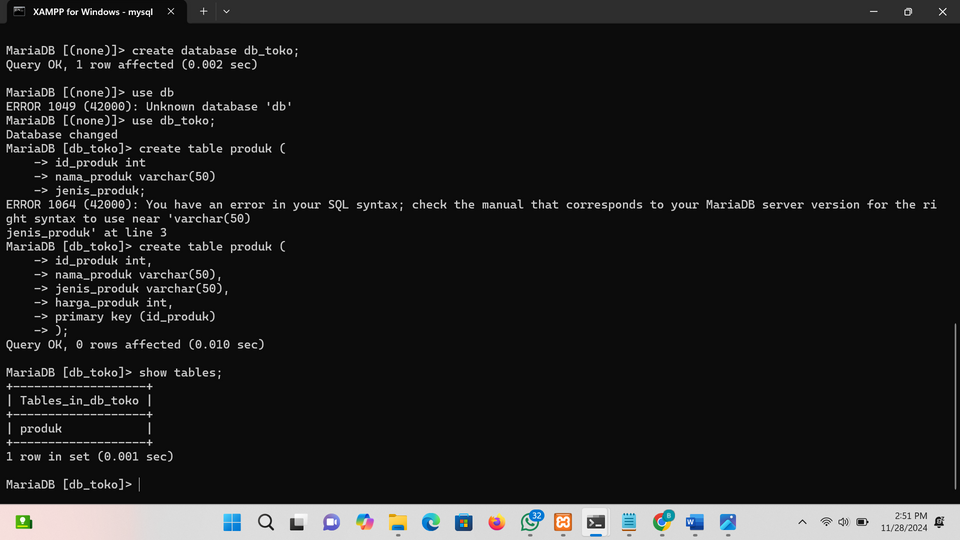 XAMPP for Windows - mysql
MariaDB [(none)]> create database db_toko;
Query OK, 1 row affected (0.002 sec)
MariaDB [(none)]> use db
ERROR 1049 (42000): Unknown database 'db'
MariaDB [(none)]> use db_toko;
Database changed
MariaDB [db_toko]> create table produk (
    -> id_produk int
    -> nama_produk varchar(50)
    -> jenis_produk;
ERROR 1064 (42000): You have an error in your SQL syntax; check the manual that corresponds to your MariaDB server version for the ri
ght syntax to use near 'varchar(50)
jenis_produk' at line 3
MariaDB [db_toko]> create table produk (
    -> id_produk int,
    -> nama_produk varchar(50),
    -> jenis_produk varchar(50),
    -> harga_produk int,
    -> primary key (id_produk)
    -> );
Query OK, 0 rows affected (0.010 sec)
MariaDB [db_toko]> show tables;
+-------------------+
| Tables_in_db_toko |
+-------------------+
| produk            |
+-------------------+
1 row in set (0.001 sec)
MariaDB [db_toko]>
32
B
2:51 PM
11/28/2024